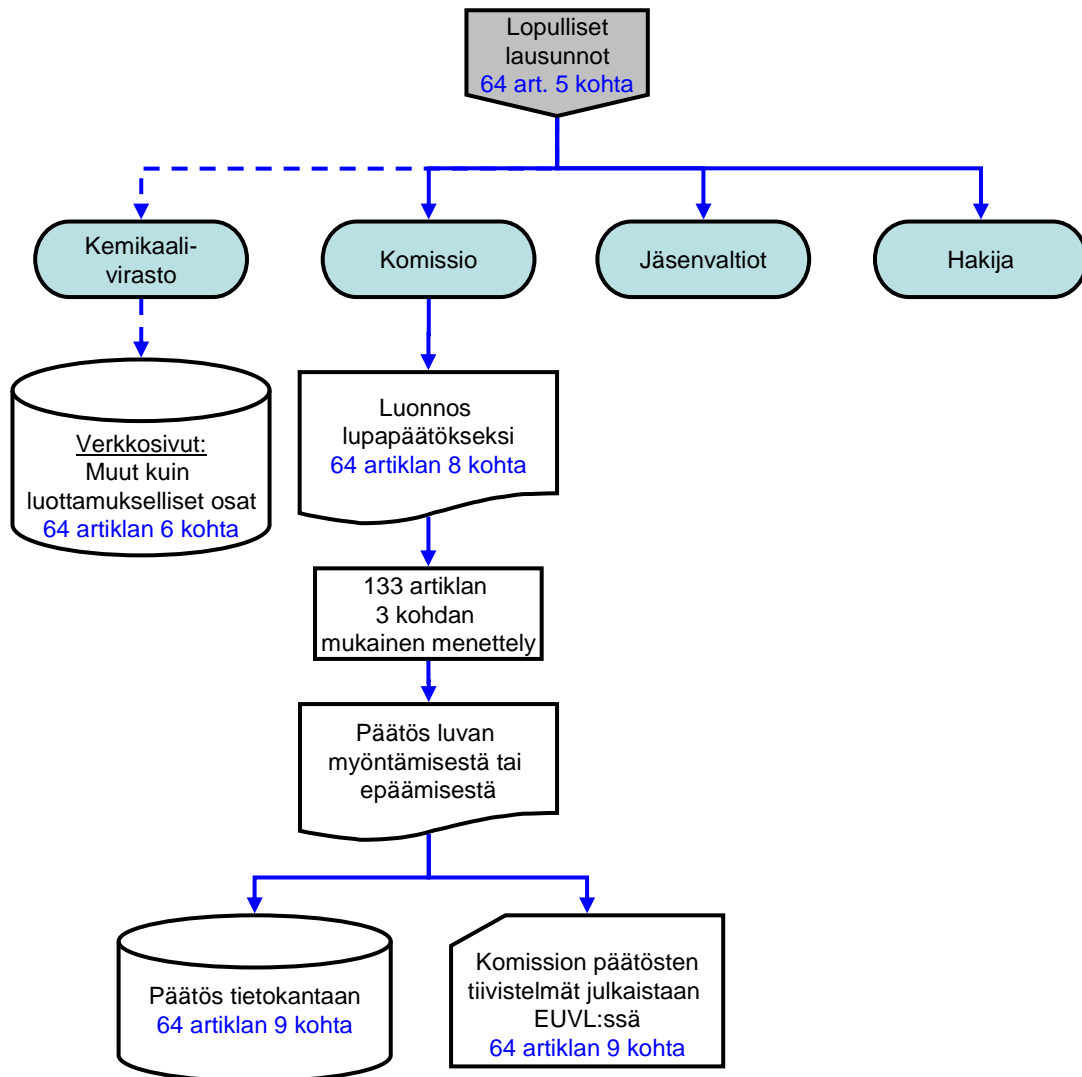 Lopulliset
lausunnot
64 art. 5 kohta
Kemikaali-
virasto
Komissio
Jäsenvaltiot
Hakija
Verkkosivut:
Muut kuin
luottamukselliset osat
64 artiklan 6 kohta
Luonnos
lupapäätökseksi
64 artiklan 8 kohta
133 artiklan
3 kohdan
mukainen menettely
Päätös luvan
myöntämisestä tai
epäämisestä
Päätös tietokantaan
64 artiklan 9 kohta
Komission päätösten
tiivistelmät julkaistaan
EUVL:ssä
64 artiklan 9 kohta